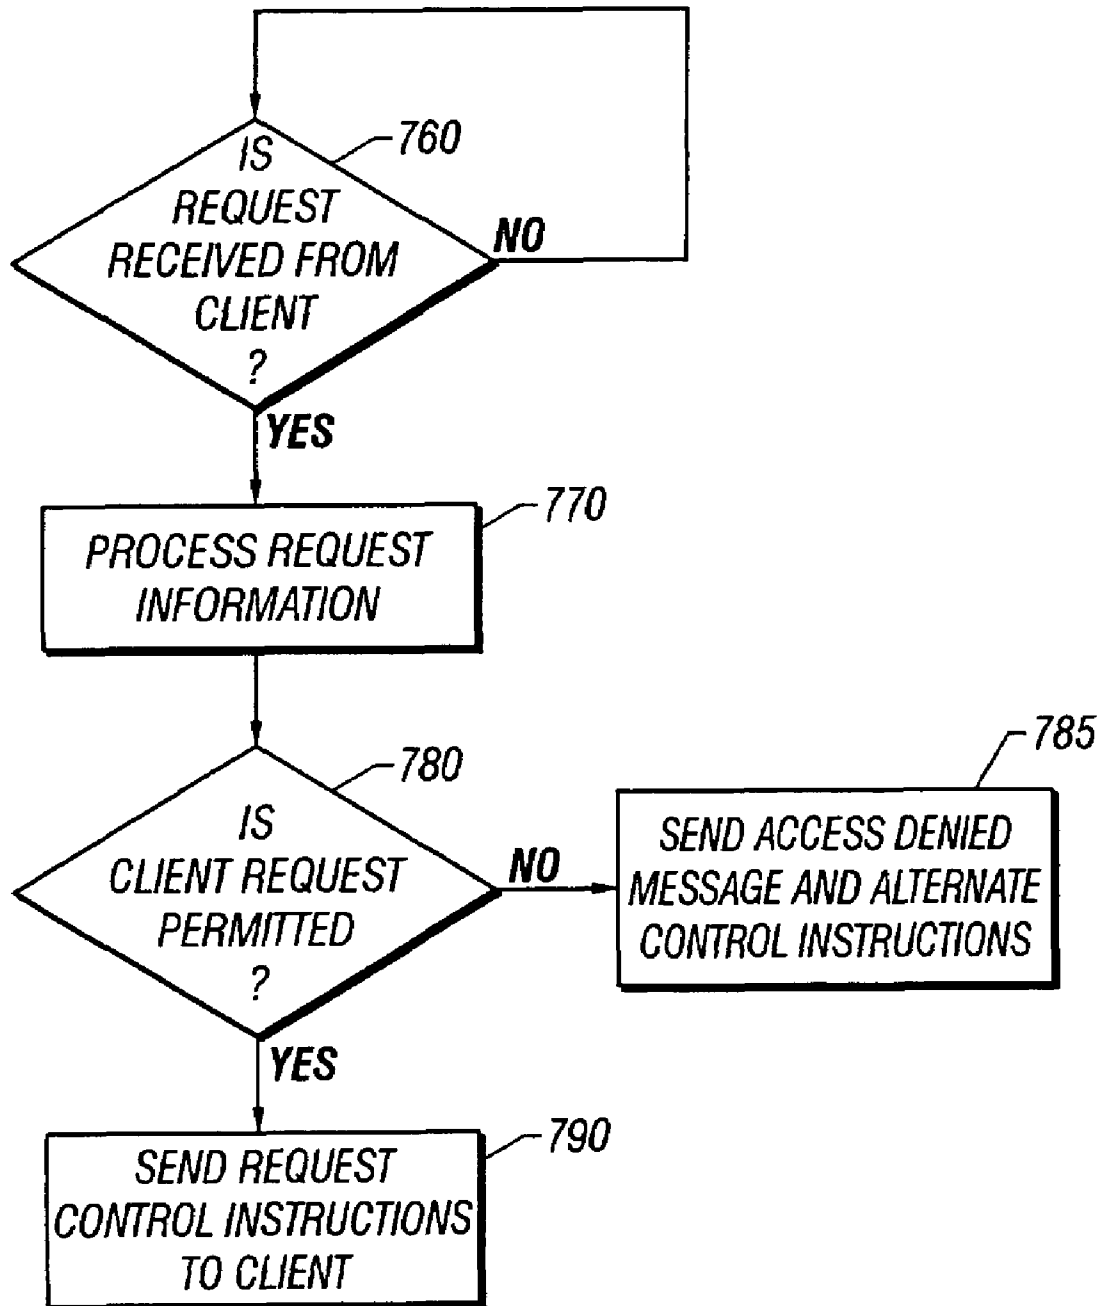 760
IS
REQUEST
RECEIVED FROM
CLIENT
?
NO
YES
770
PROCESS REQUEST
INFORMATION
780
IS
CLIENT REQUEST
PERMITTED
?
NO
YES
785
SEND ACCESS DENIED
MESSAGE AND ALTERNATE
CONTROL INSTRUCTIONS
790
SEND REQUEST
CONTROL INSTRUCTIONS
TO CLIENT